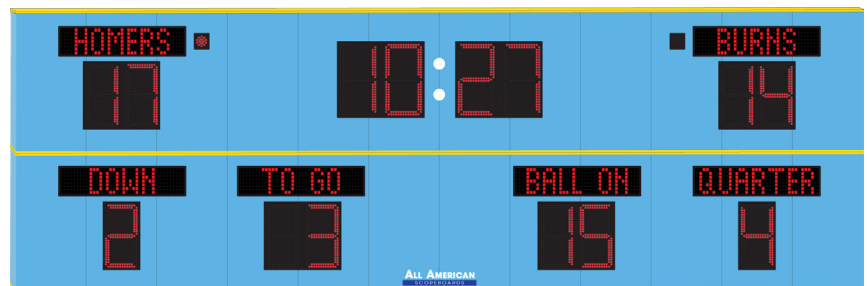 HOMERS
BURNS
17
10:27
14
DOWN
TO GO
BALL ON
QUARTER
2
3
15
4
ALL AMERICAN
SCOREBOARDS